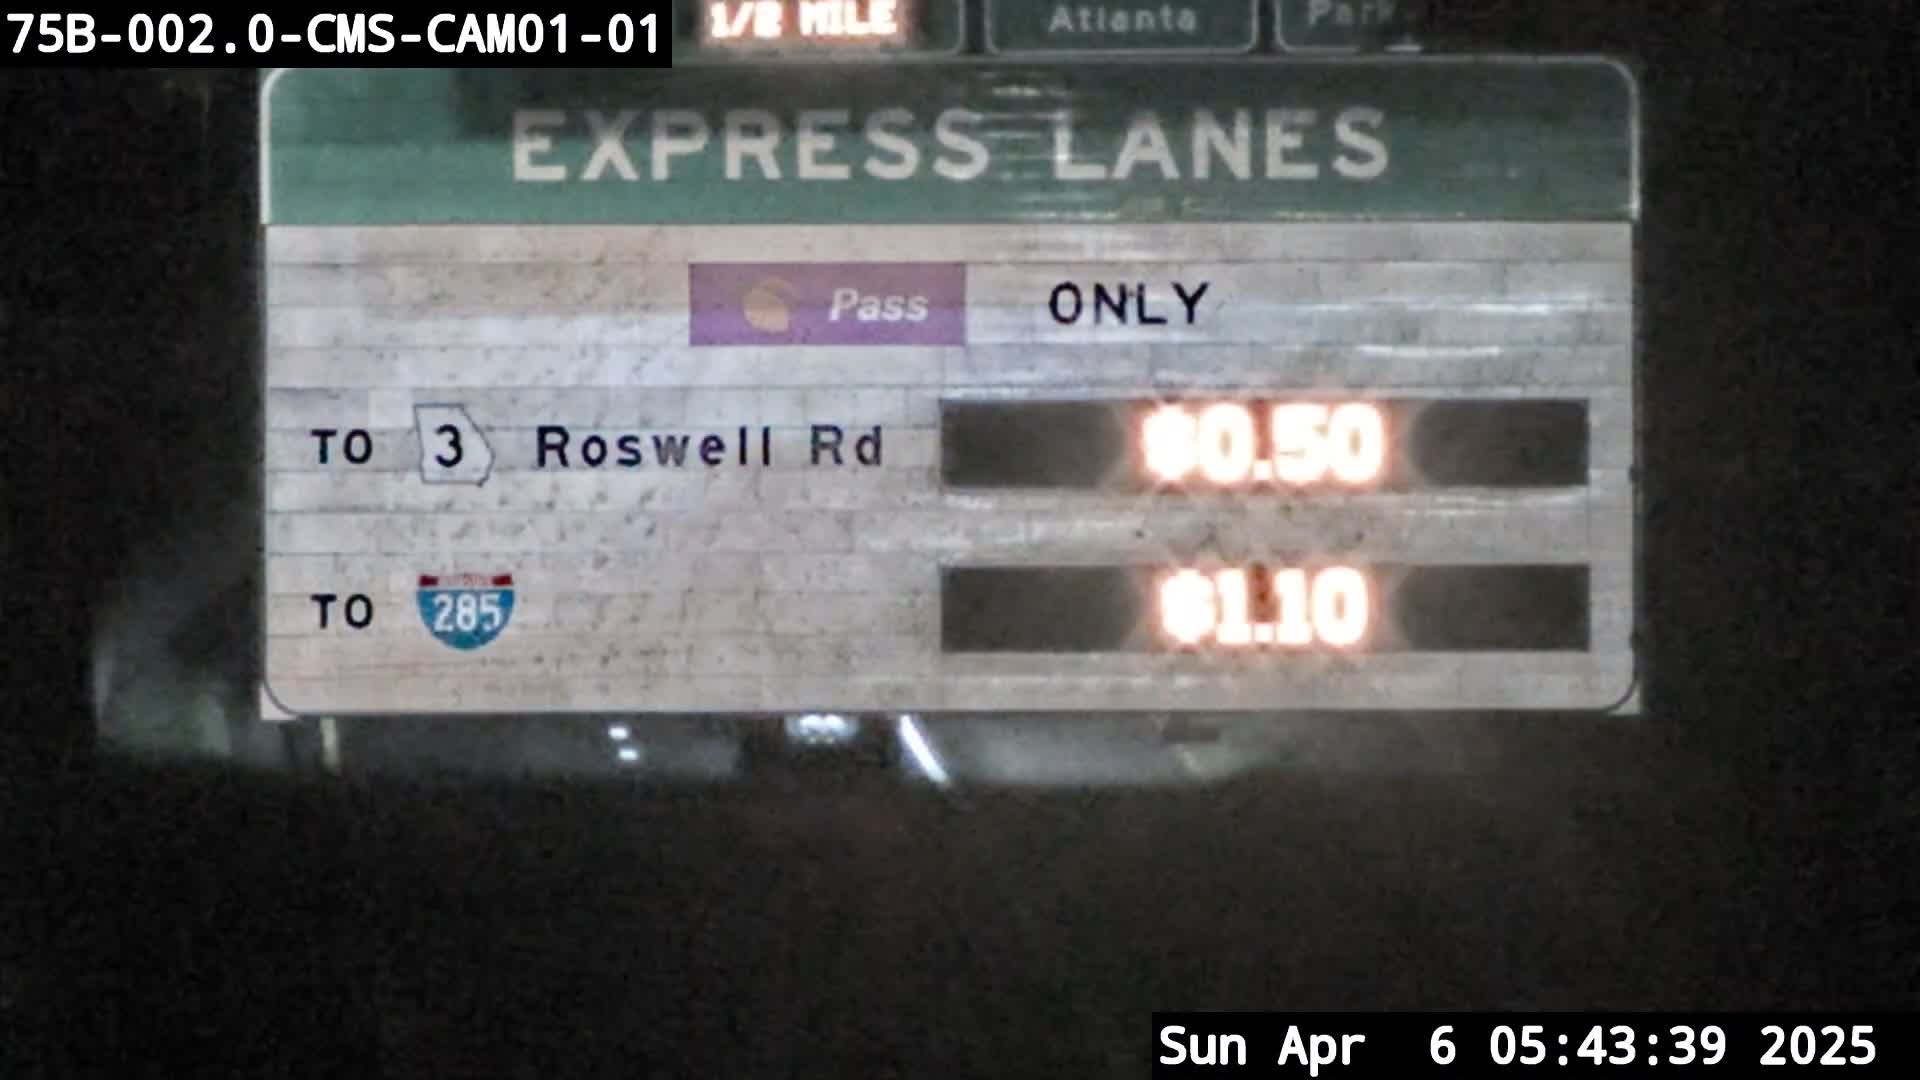 75B-002.0-CMS-CAM01-01
1/2 MILE
Atlanta
Park
EXPRESS LANES
Pass ONLY
TO 3 Roswell Rd $0.50
TO 285 $1.10
Sun Apr 6 05:43:39 2025